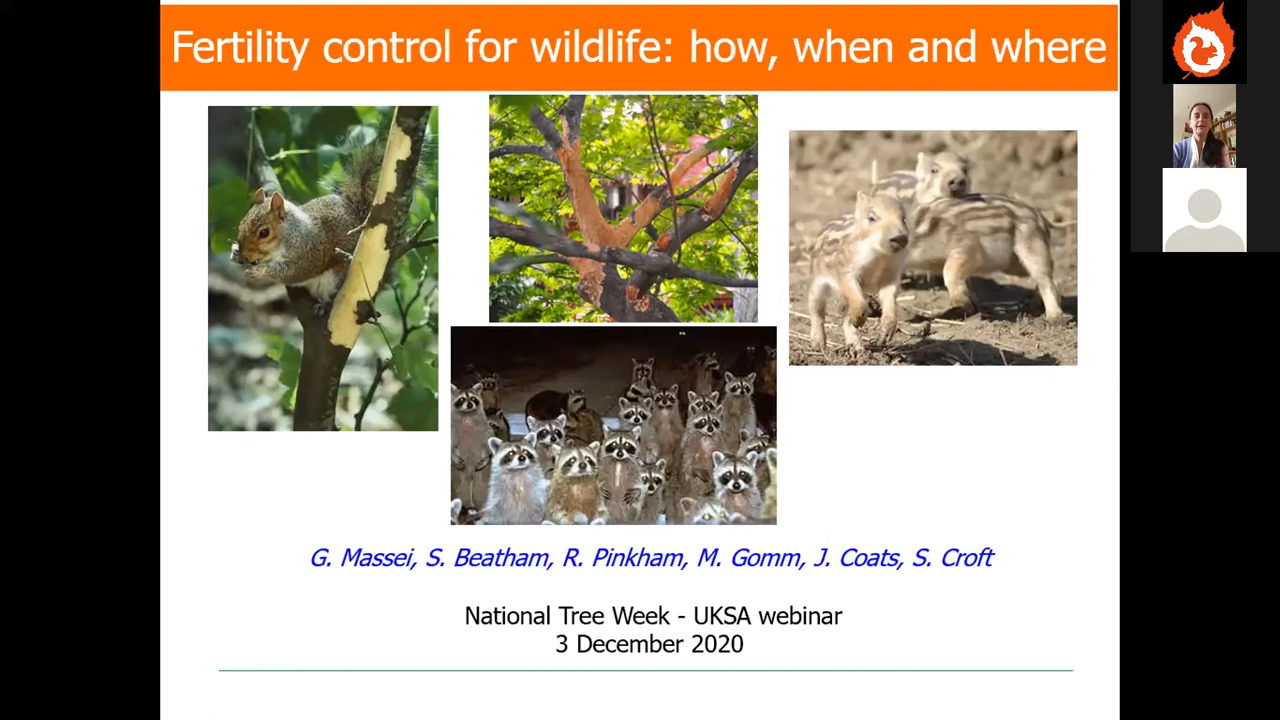 Fertility control for wildlife: how, when and where
G. Massei, S. Beatham, R. Pinkham, M. Gomm, J. Coats, S. Croft
National Tree Week - UKSA webinar
3 December 2020